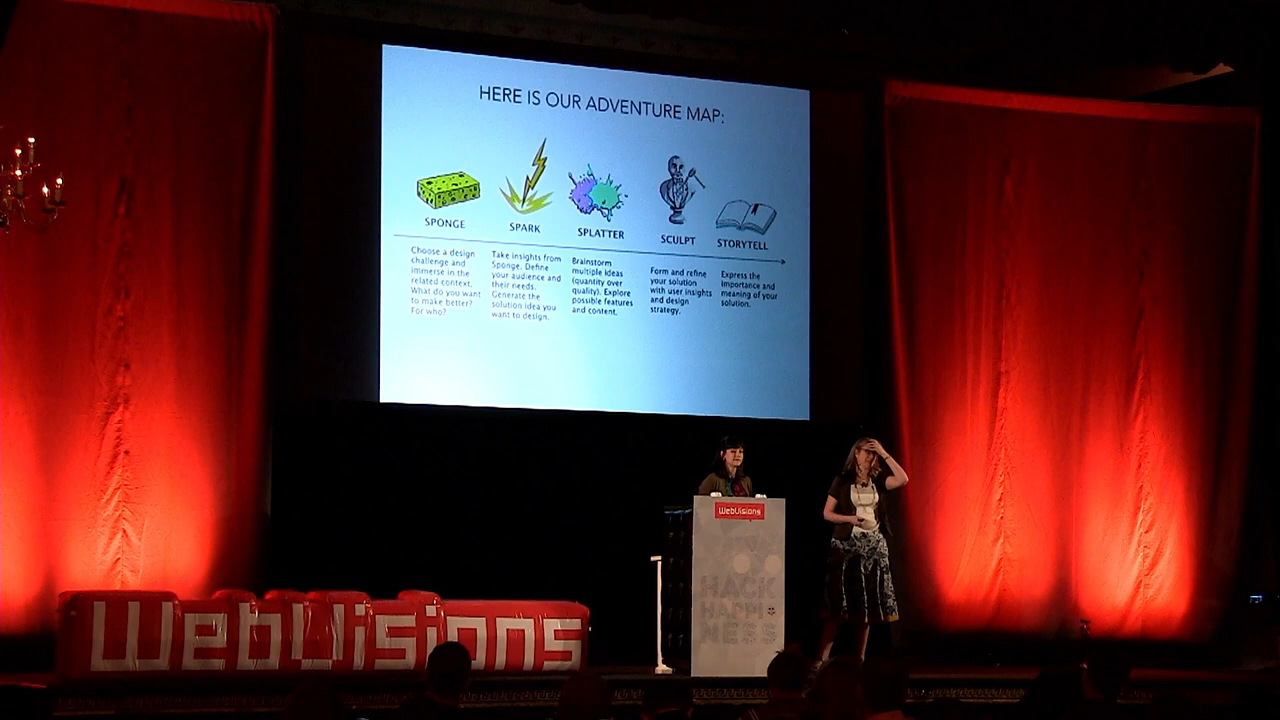 HERE IS OUR ADVENTURE MAP:
SPONGE
SPARK
SPLATTER
SCULPT
STORYTELL
Choose a design
challenge and
immerse in the
related context.
What do you want
to make better?
For who?
Take insights from
Sponge. Define
your audience and
their needs.
Generate the
solution idea you
want to design.
Brainstorm
multiple ideas
(quantity over
quality). Explore
possible features
and content.
Form and refine
your solution
with user insights
and design
strategy.
Express the
importance and
meaning of your
solution.
WebVisions
HACK
HAPPI
NESS
WebVisions